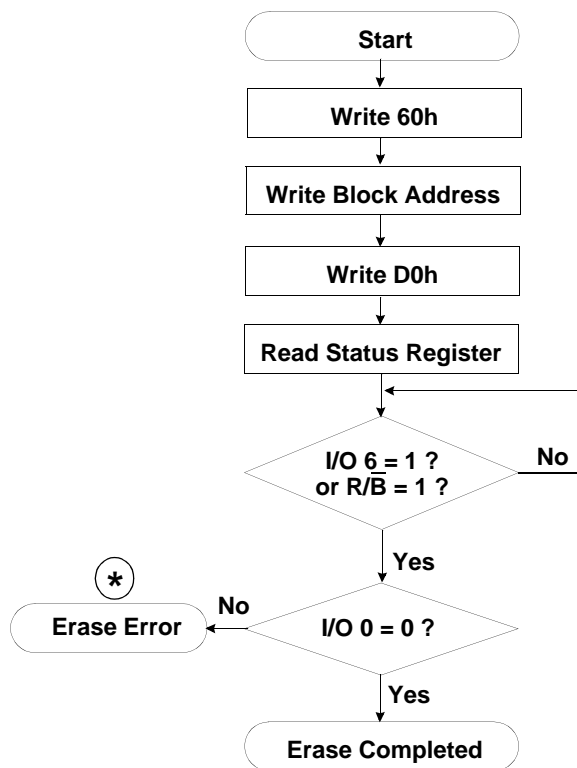 Start
Write 60h
Write Block Address
Write D0h
Read Status Register
I/O 6 = 1 ?
or R/B̅ = 1 ?
No
Yes
*
No
Erase Error
I/O 0 = 0 ?
Yes
Erase Completed